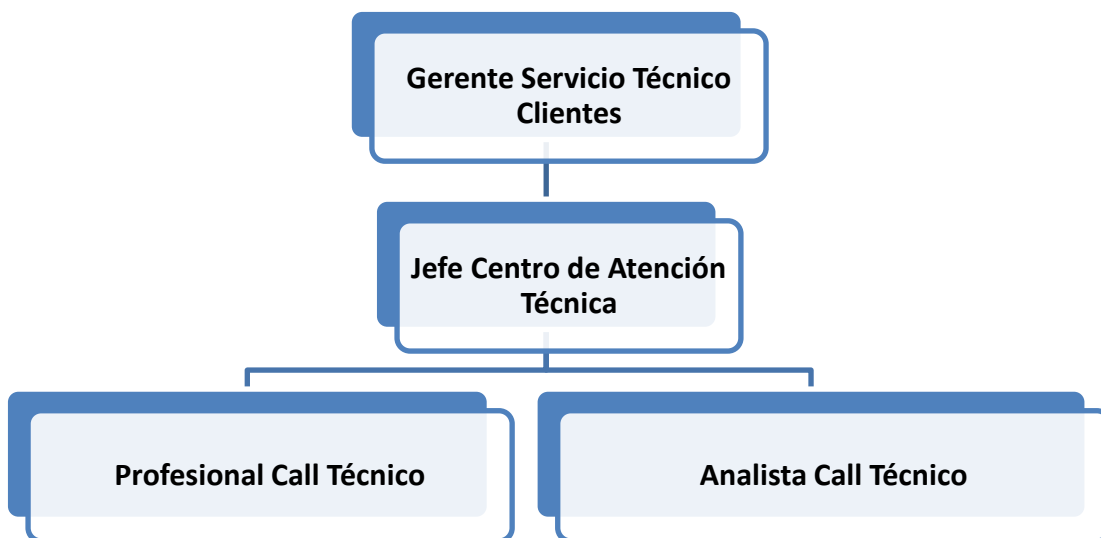 Gerente Servicio Técnico
Clientes
Jefe Centro de Atención
Técnica
Profesional Call Técnico
Analista Call Técnico